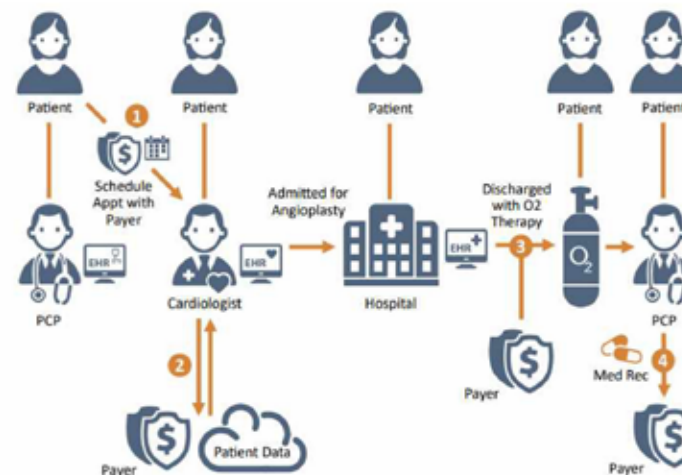 Patient
Patient
Patient
Patient
Patient
1
$
Schedule
Appt with
Payer
Admitted for
Angioplasty
Discharged
with O2
Therapy
3
EHR
EHR
EHR
O2
PCP
Cardiologist
Hospital
PCP
2
$
Med Rec
4
Payer
$
Patient Data
Payer
$
Payer